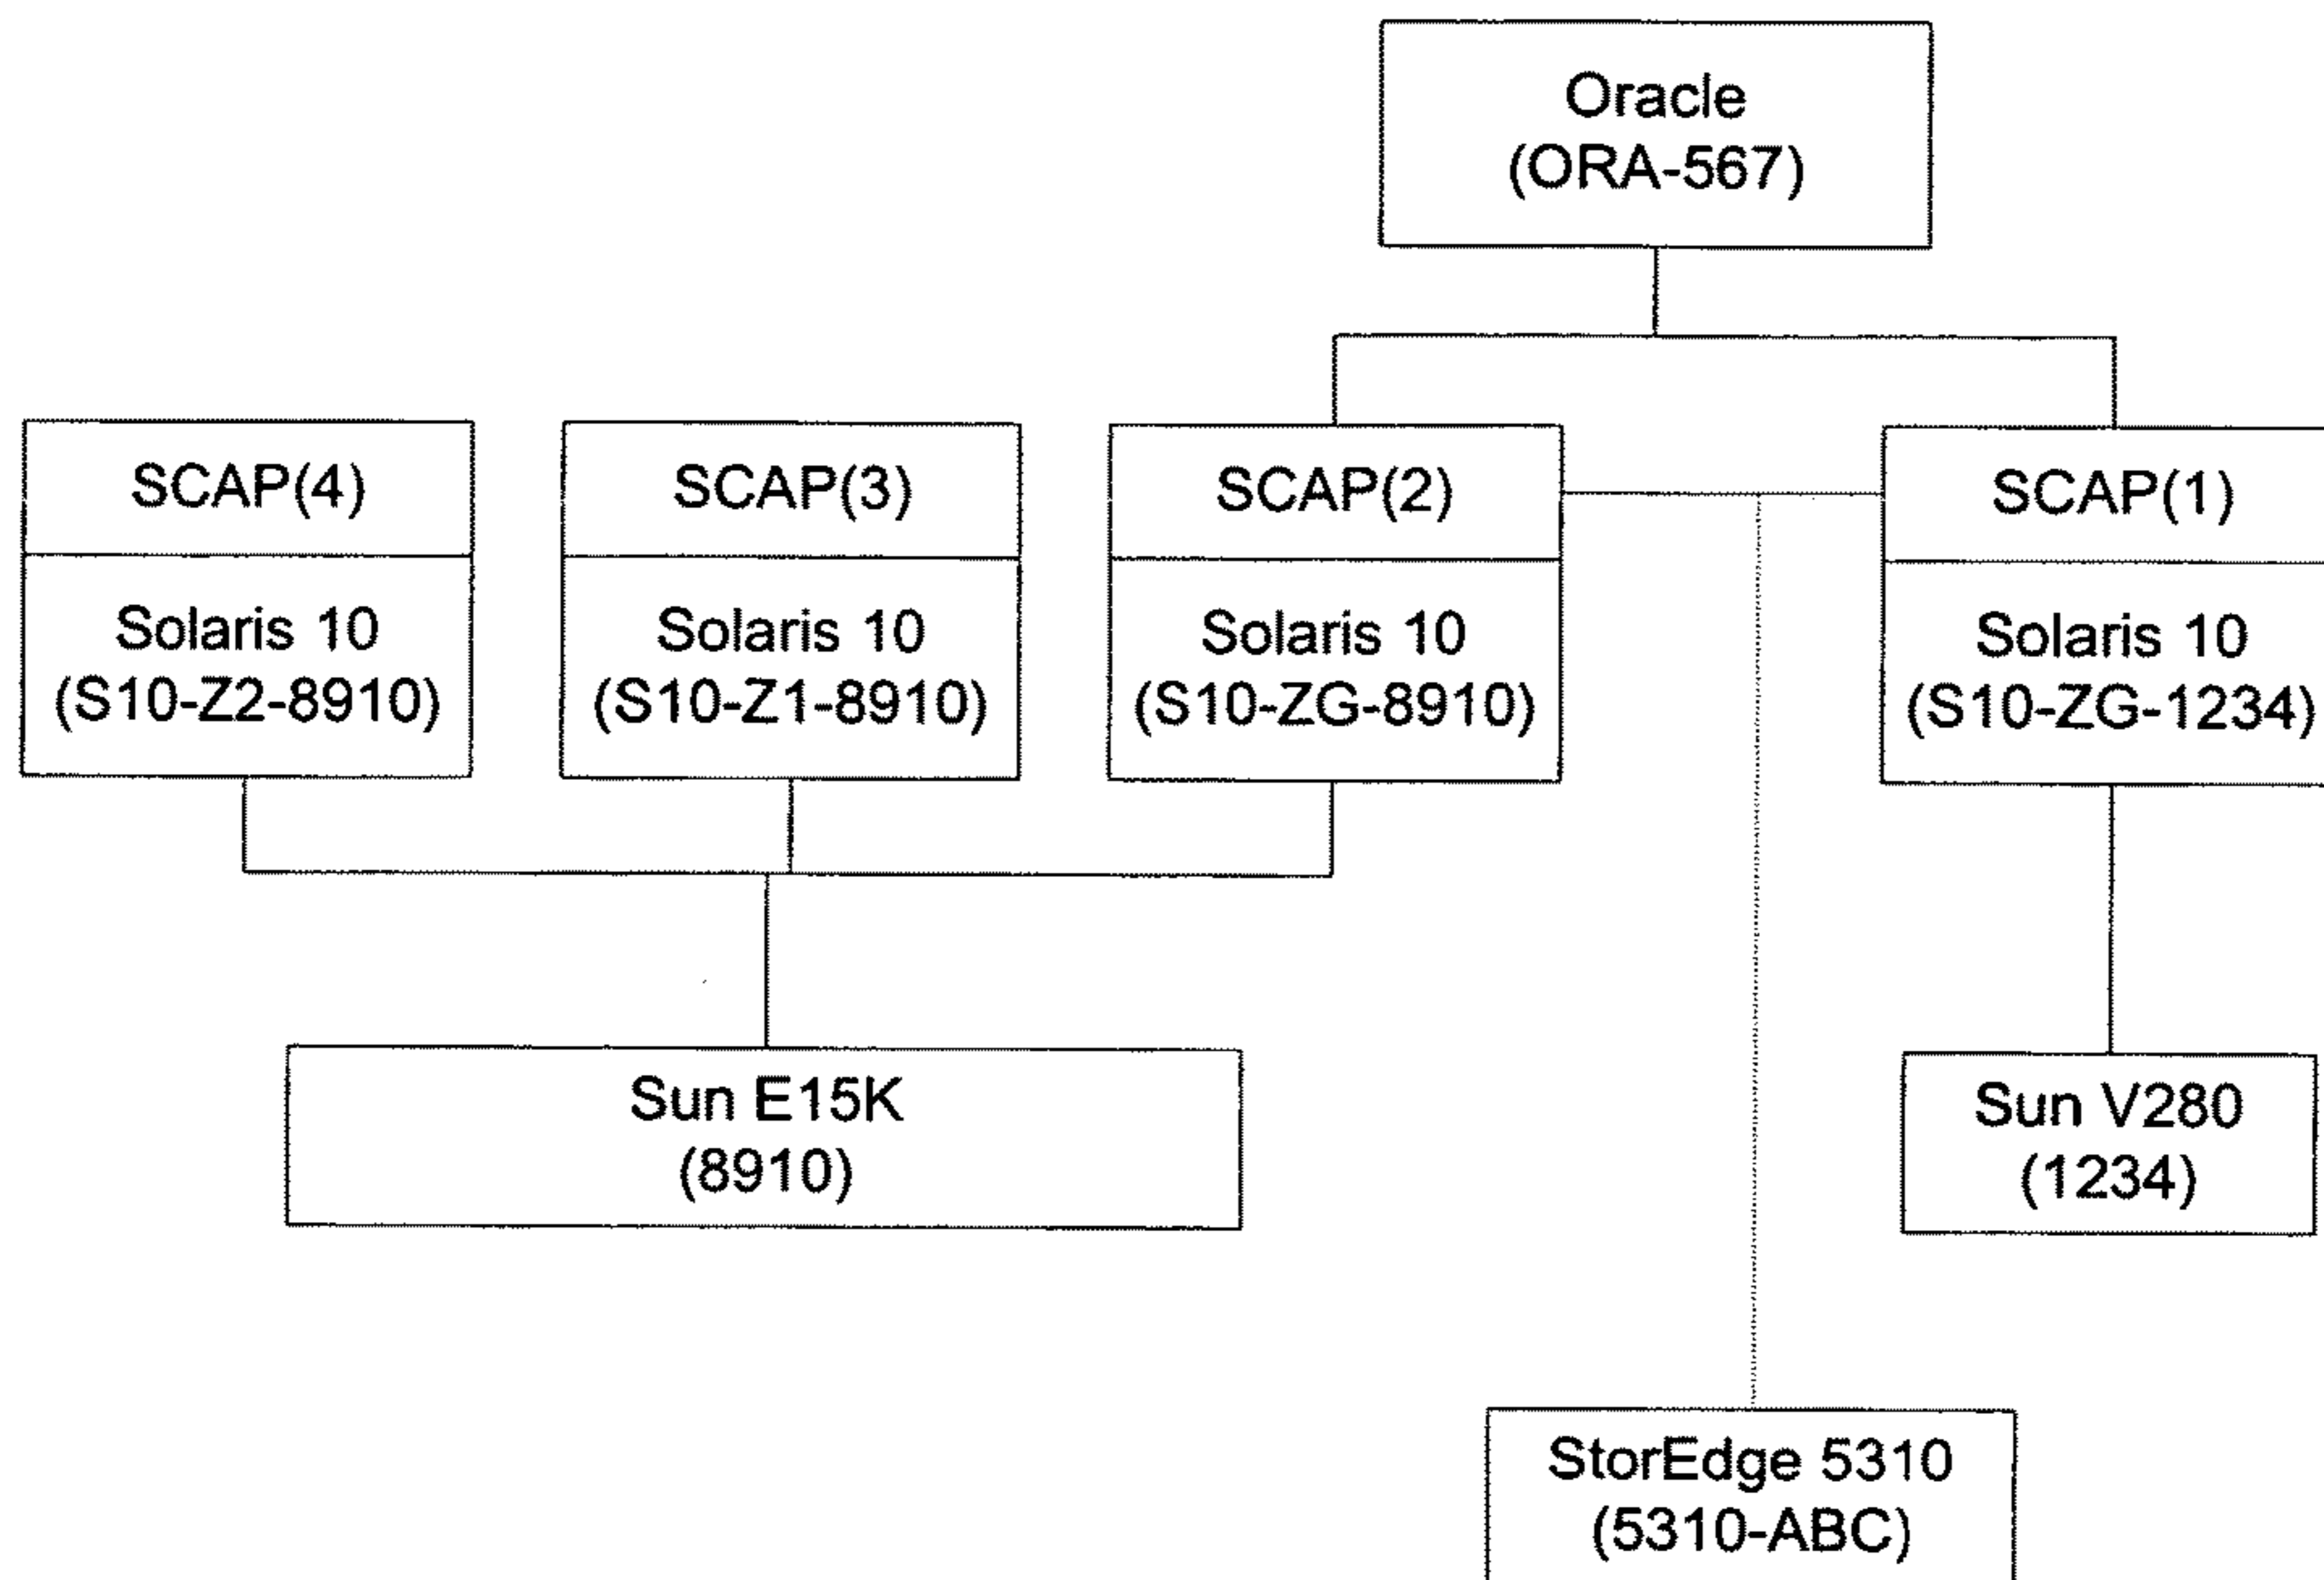 Oracle
(ORA-567)
SCAP(4)
SCAP(3)
SCAP(2)
SCAP(1)
Solaris 10
(S10-Z2-8910)
Solaris 10
(S10-Z1-8910)
Solaris 10
(S10-ZG-8910)
Solaris 10
(S10-ZG-1234)
Sun E15K
(8910)
Sun V280
(1234)
StorEdge 5310
(5310-ABC)